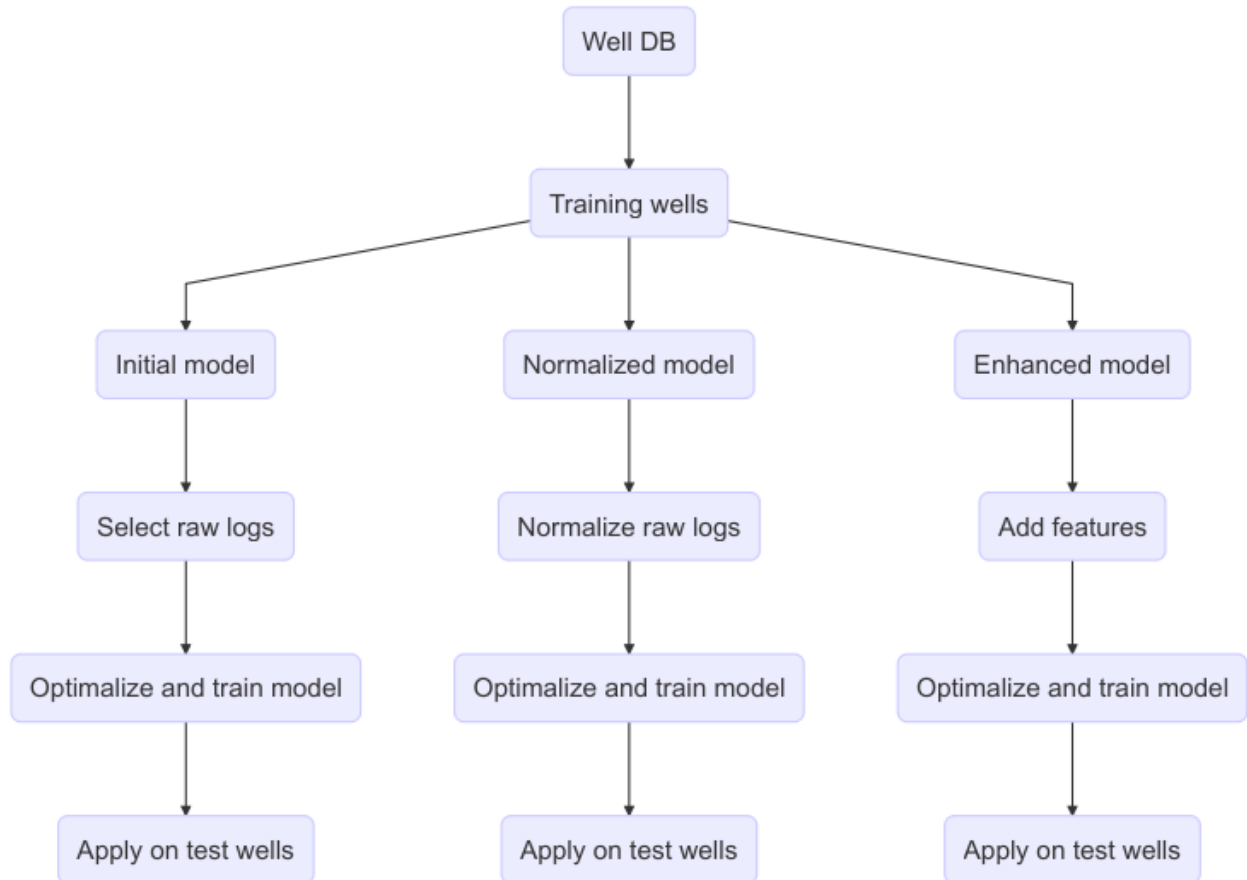 Well DB
Training wells
Initial model
Normalized model
Enhanced model
Select raw logs
Normalize raw logs
Add features
Optimalize and train model
Optimalize and train model
Optimalize and train model
Apply on test wells
Apply on test wells
Apply on test wells